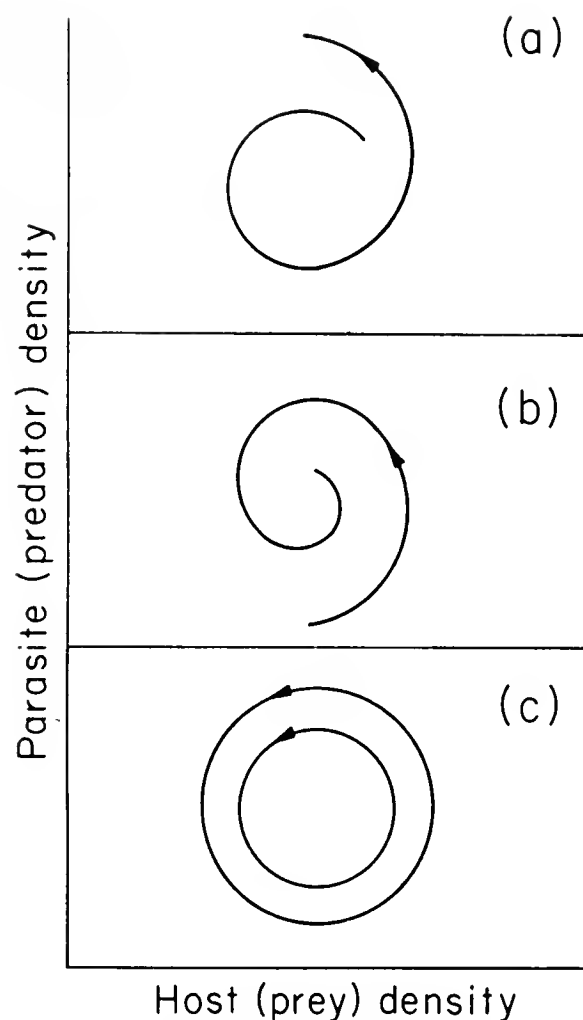 (a)
(b)
(c)
Parasite (predator) density
Host (prey) density